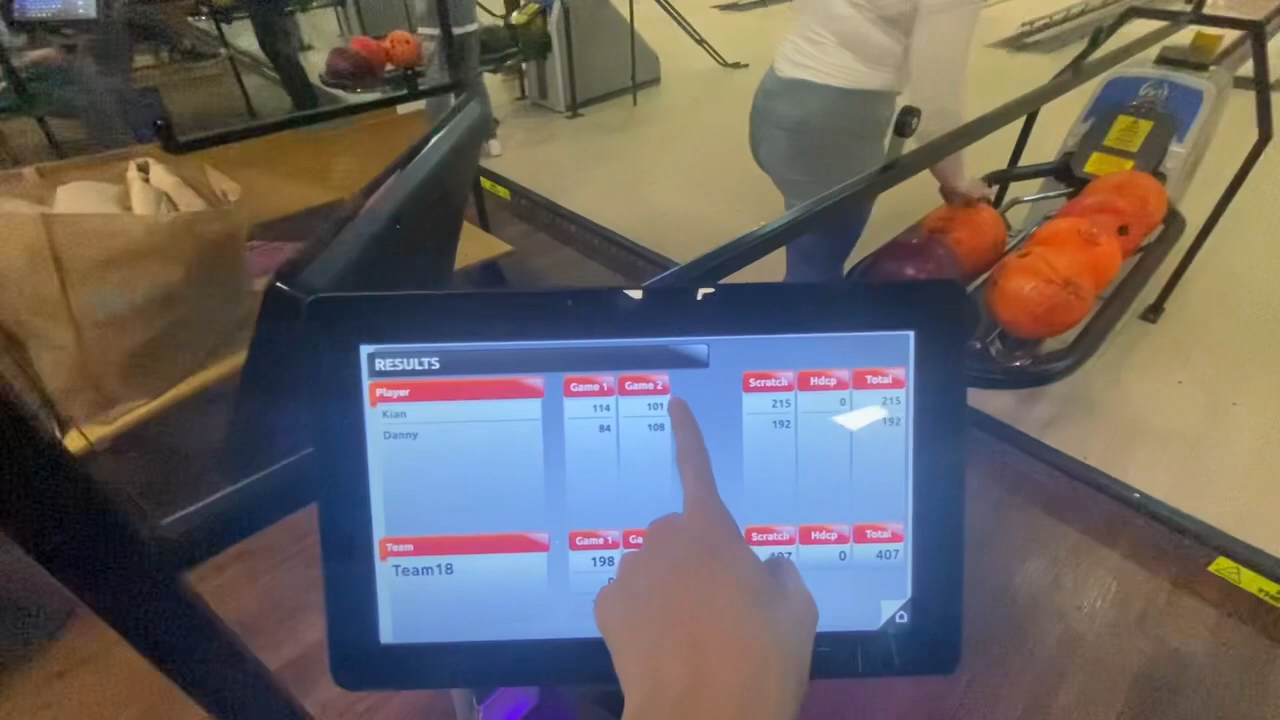 RESULTS
Player Game 1 Game 2 Scratch Hdcp Total
Kian 114 101 215 0 215
Danny 84 108 192 192
Team Game 1 Scratch Hdcp Total
Team18 198 0 407